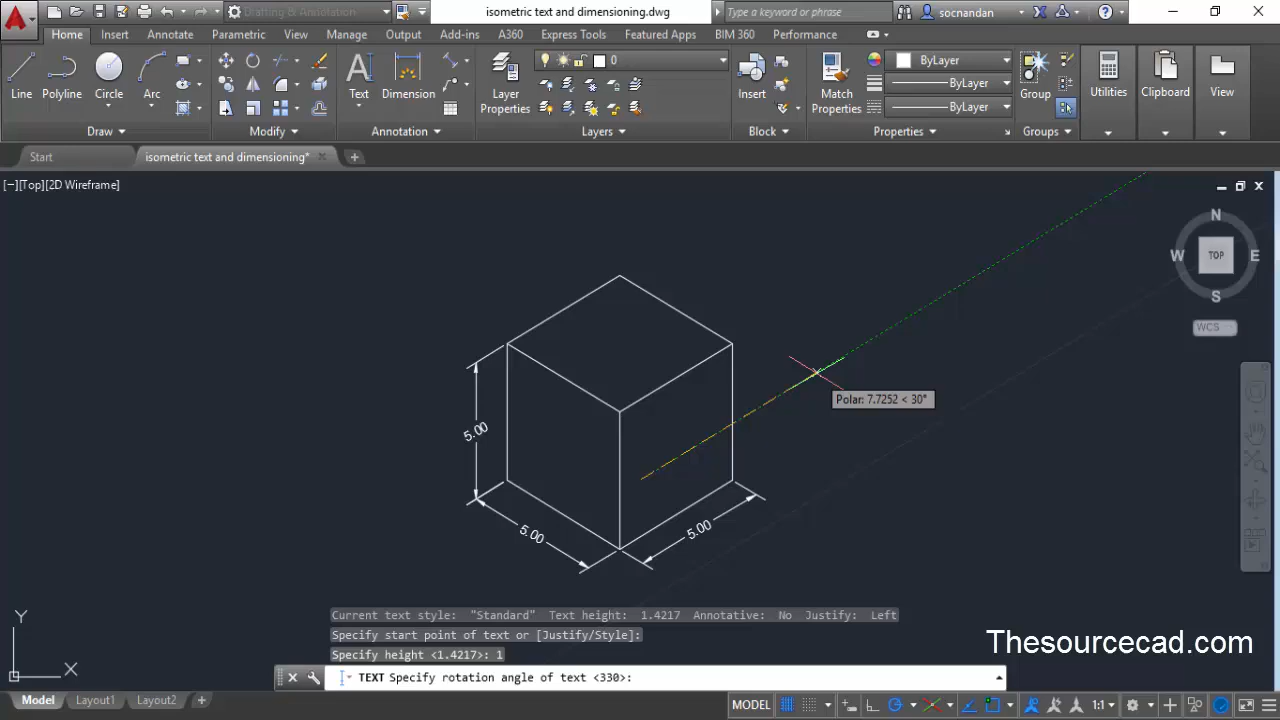 Drafting & Annotation
isometric text and dimensioning.dwg
Type a keyword or phrase
socnandan
Home Insert Annotate Parametric View Manage Output Add-ins A360 Express Tools Featured Apps BIM 360 Performance
0
ByLayer
ByLayer
ByLayer
Line Polyline Circle Arc Text Dimension Layer Properties Insert Match Properties Group Utilities Clipboard View
Draw Modify Annotation Layers Block Properties Groups
Start isometric text and dimensioning*
[−][Top][2D Wireframe]
N
W TOP E
S
WCS
Polar: 7.7252 < 30°
5.00
5.00
5.00
Current text style: "Standard" Text height: 1.4217 Annotative: No Justify: Left
Specify start point of text or [Justify/Style]:
Specify height <1.4217>: 1
TEXT Specify rotation angle of text <330>:
Y
X
Thesourcecad.com
Model Layout1 Layout2
MODEL 1:1